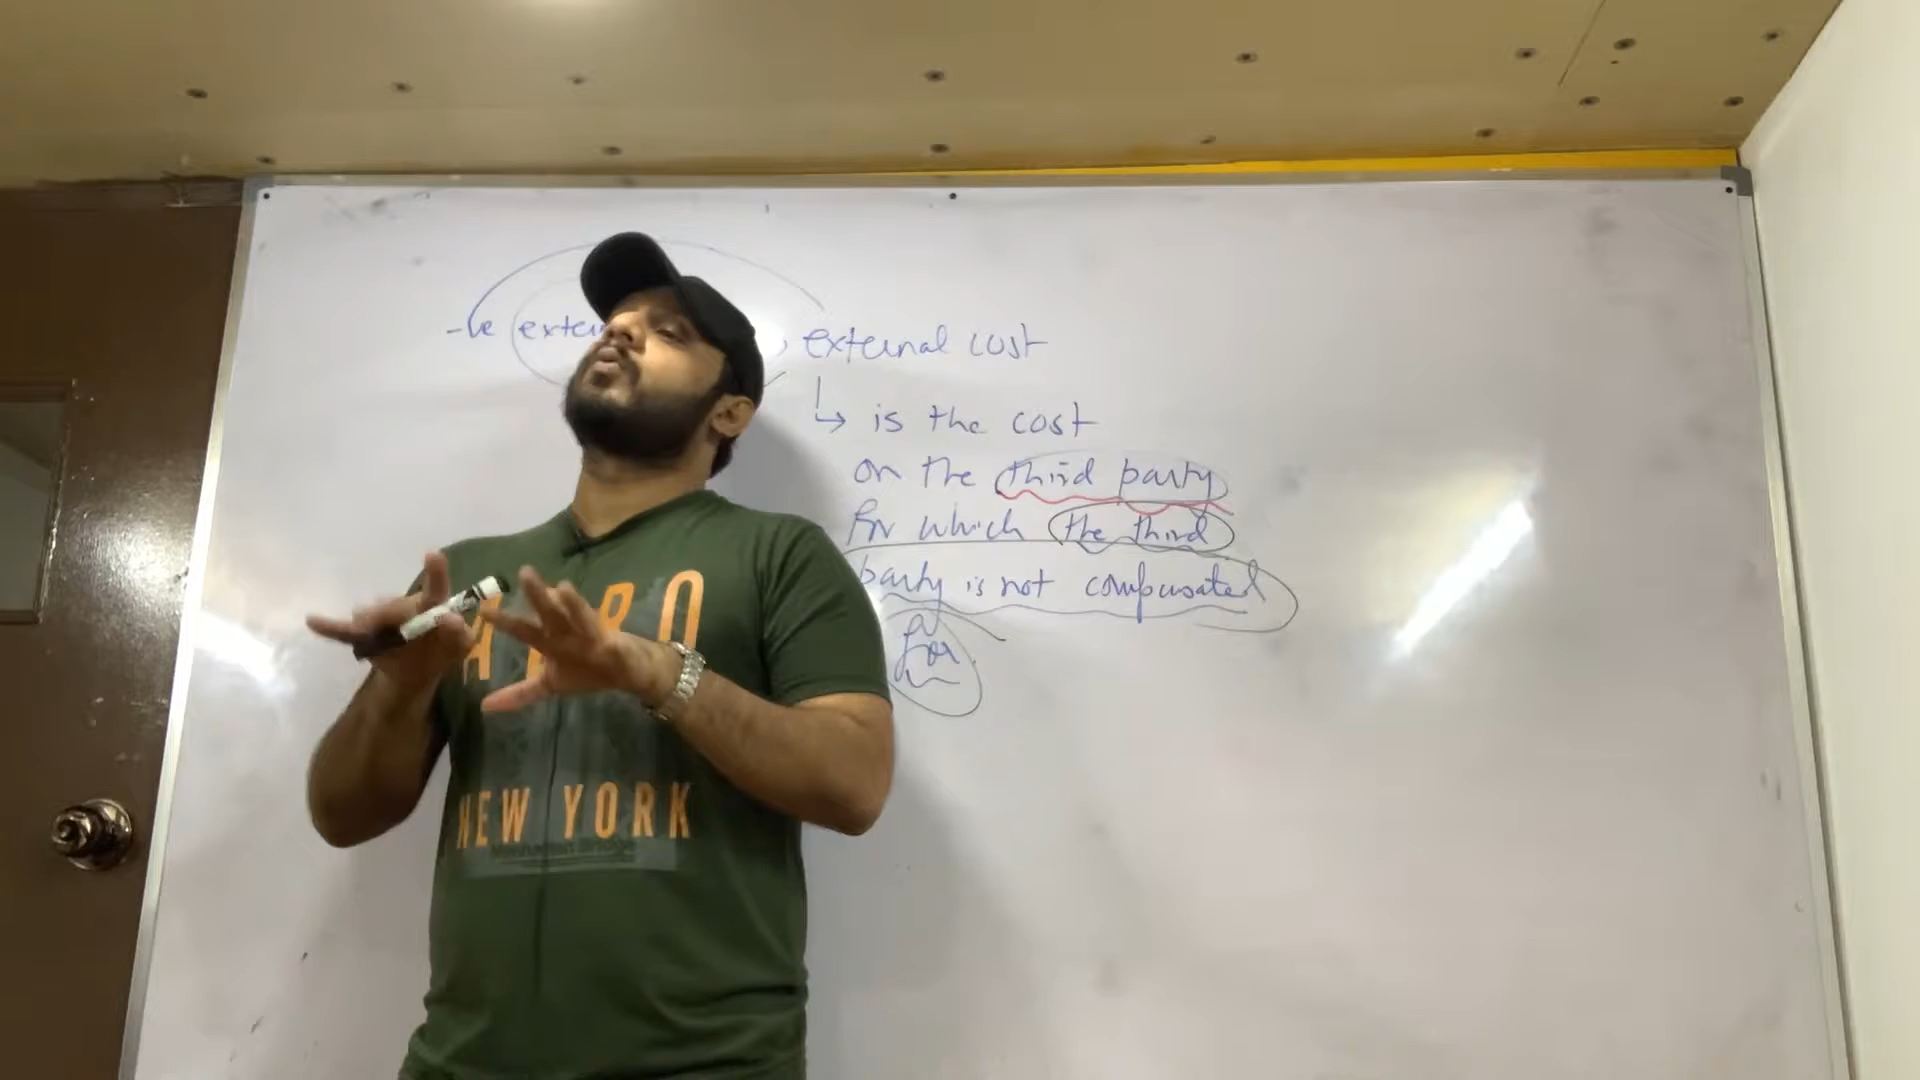 -ve exter
external cost
↳ is the cost
on the third party
for which the third
party is not compensated
for
NEW YORK